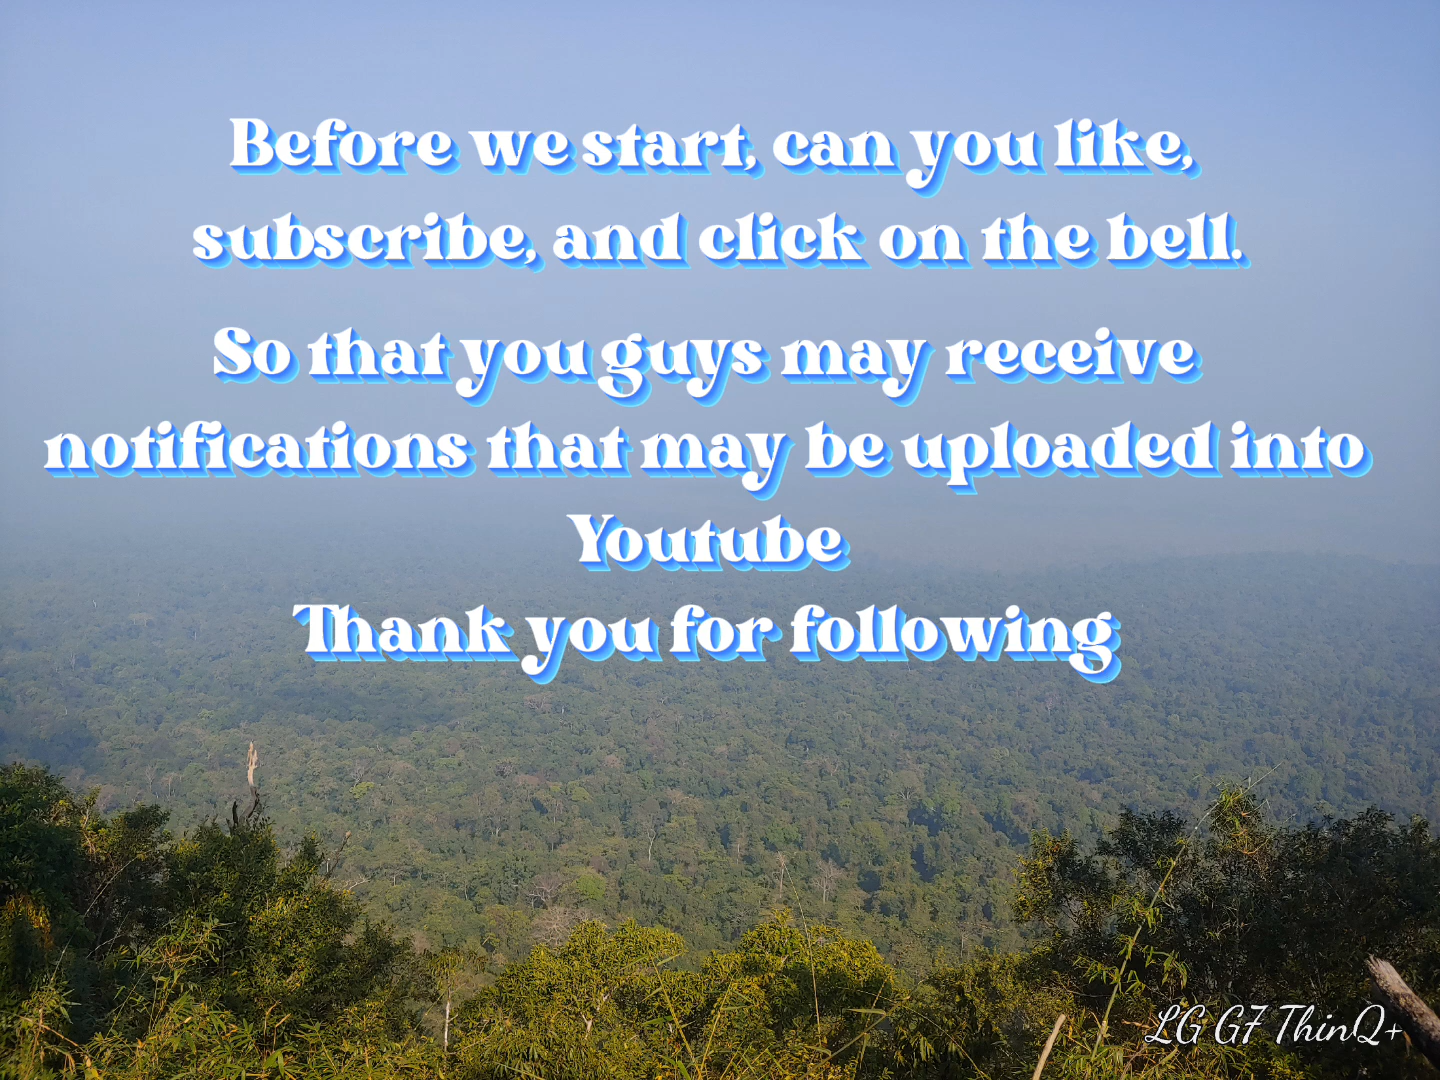 Before we start, can you like,
subscribe, and click on the bell.
So that you guys may receive
notifications that may be uploaded into
Youtube
Thank you for following
LG G7 ThinQ+